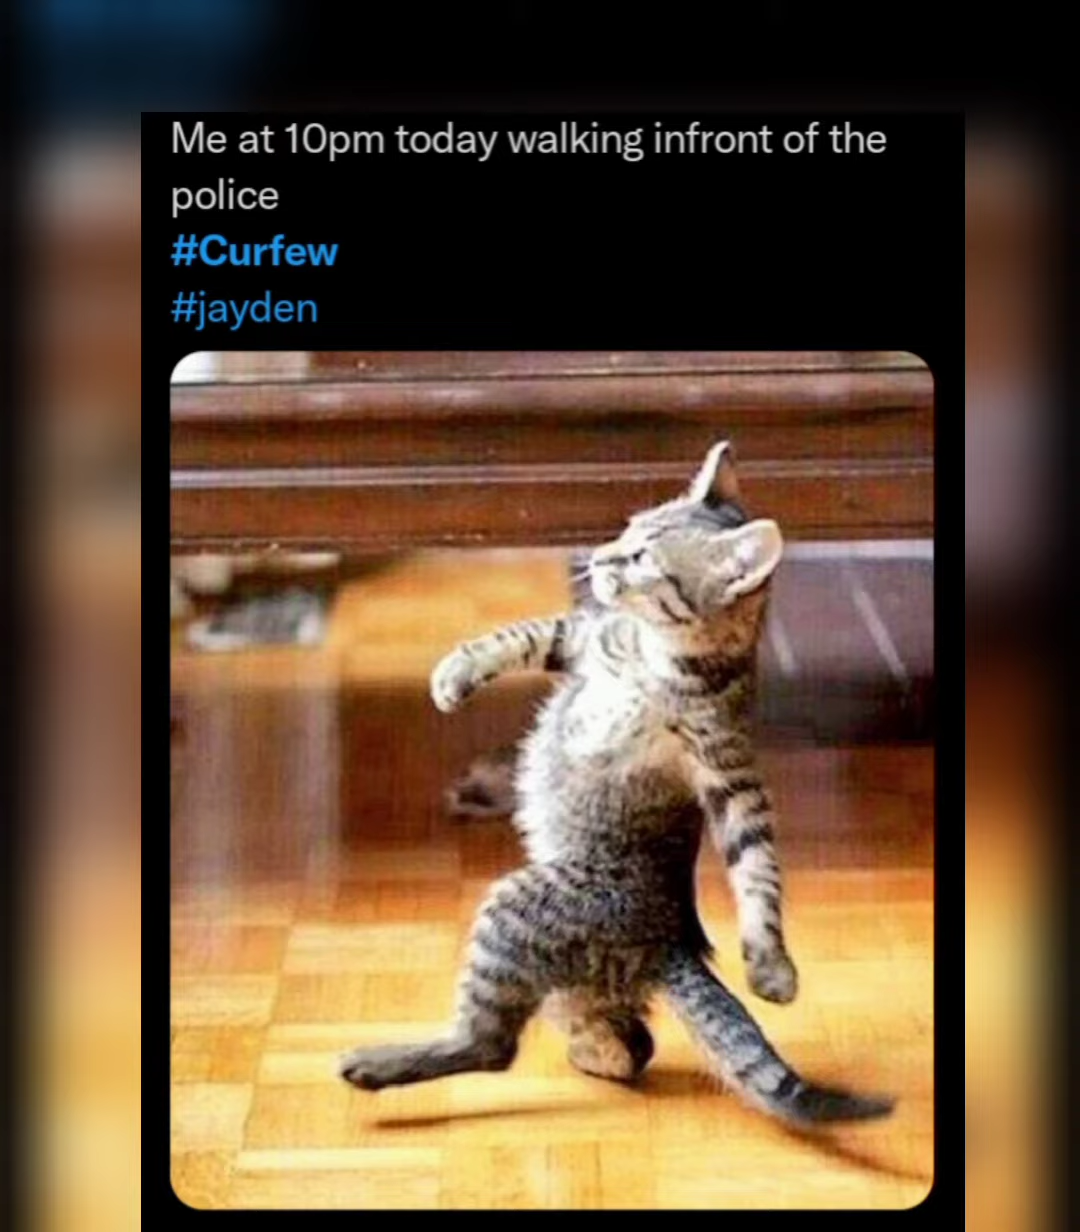 Me at 10pm today walking infront of the
police
#Curfew
#jayden